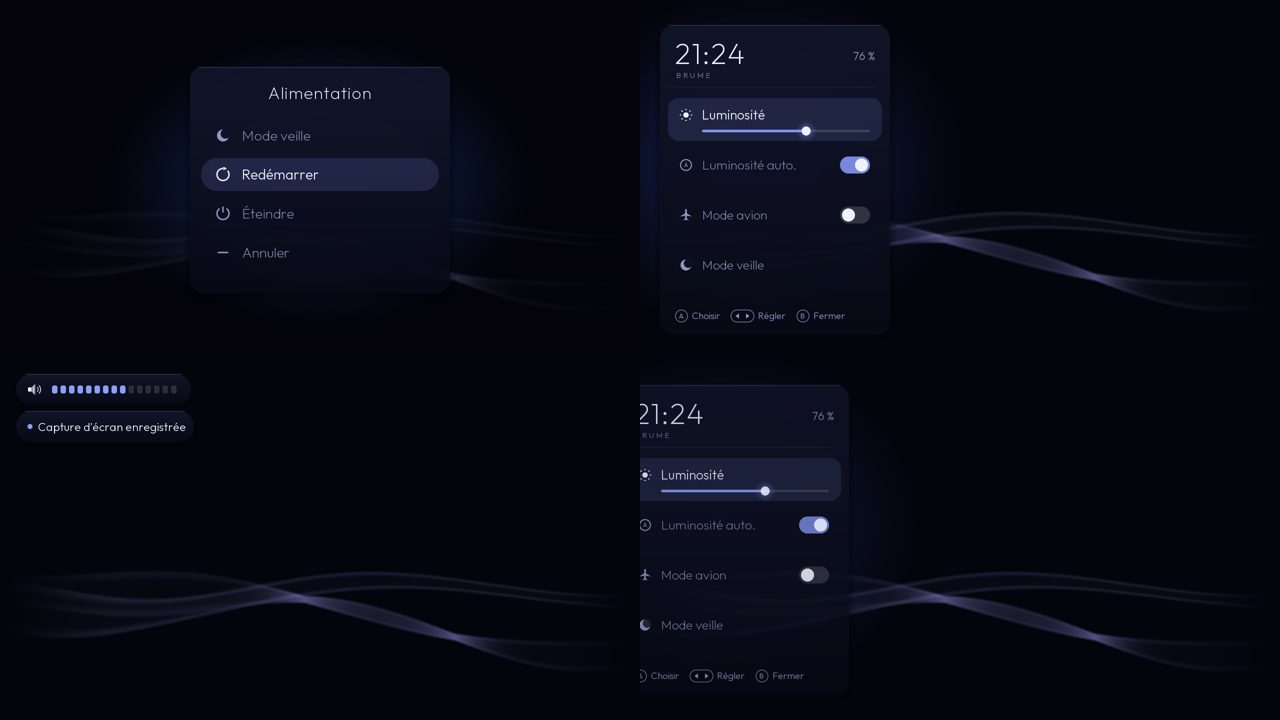 Alimentation
Mode veille
Redémarrer
Éteindre
Annuler
21:24
76 %
BRUME
Luminosité
A Luminosité auto.
Mode avion
Mode veille
A Choisir Régler B Fermer
Capture d'écran enregistrée
21:24
76 %
RUME
Luminosité
A Luminosité auto.
Mode avion
Mode veille
Choisir Régler B Fermer